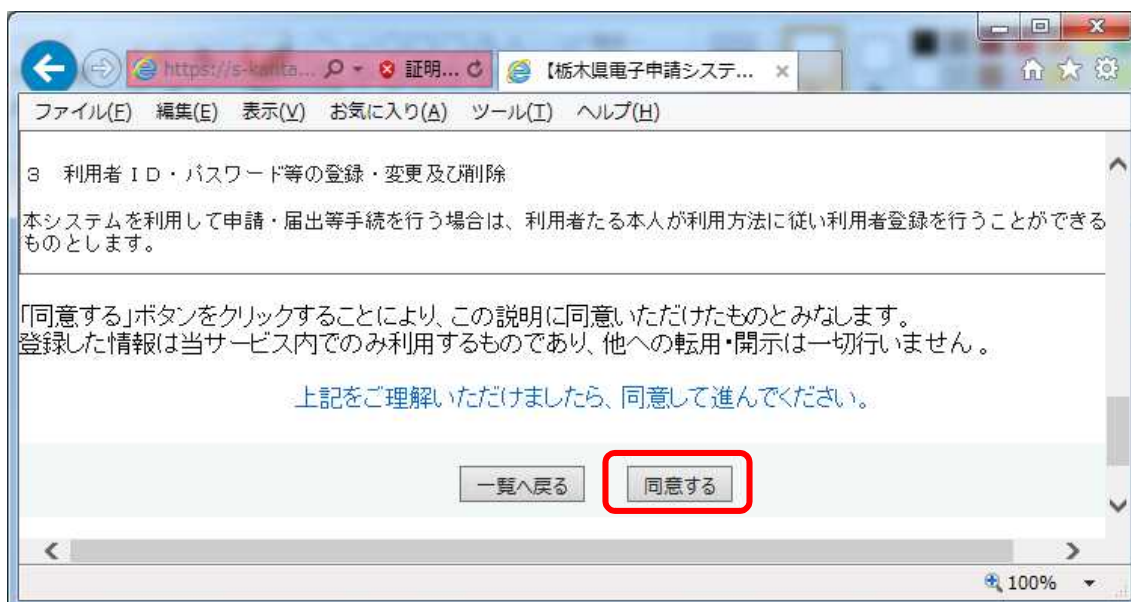 https://s-kanta... 証明... 【栃木県電子申請システ...
ファイル(F) 編集(E) 表示(V) お気に入り(A) ツール(T) ヘルプ(H)
3 利用者ID・パスワード等の登録・変更及び削除
本システムを利用して申請・届出等手続を行う場合は、利用者たる本人が利用方法に従い利用者登録を行うことができる
ものとします。
「同意する」ボタンをクリックすることにより、この説明に同意いただけたものとみなします。
登録した情報は当サービス内でのみ利用するものであり、他への転用・開示は一切行いません。
上記をご理解いただけましたら、同意して進んでください。
一覧へ戻る 同意する
100%